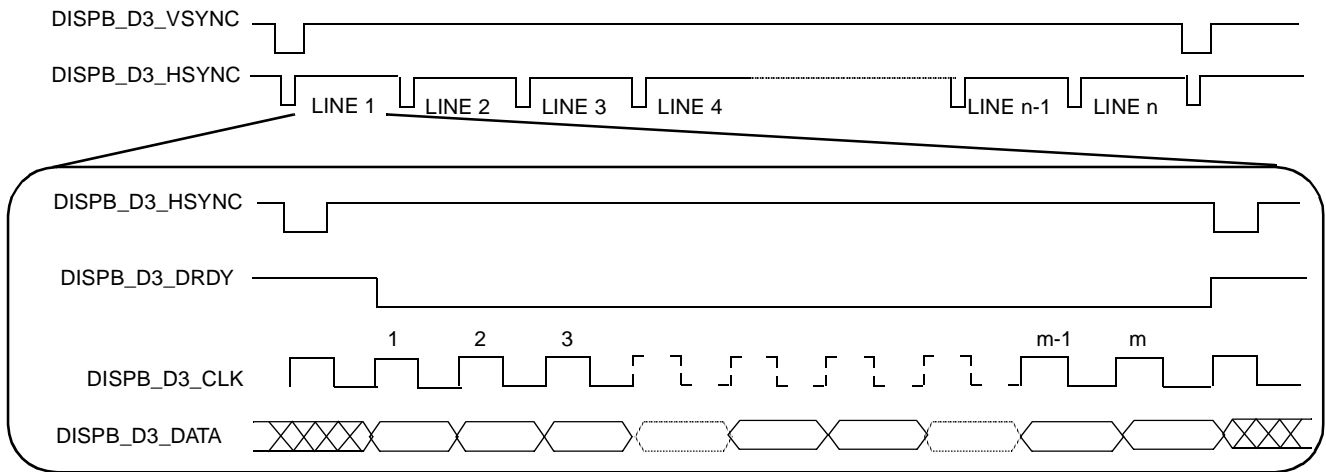 DISPB_D3_VSYNC
DISPB_D3_HSYNC
LINE 1 LINE 2 LINE 3 LINE 4 LINE n-1 LINE n
DISPB_D3_HSYNC
DISPB_D3_DRDY
1 2 3 m-1 m
DISPB_D3_CLK
DISPB_D3_DATA